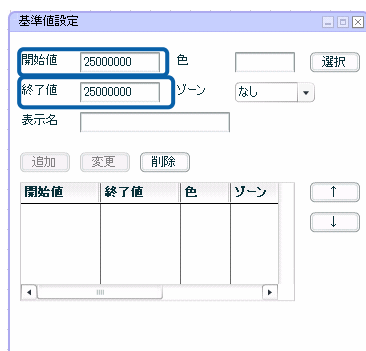 基準値設定
開始値 25000000 色 選択
終了値 25000000 ゾーン なし
表示名
追加 変更 削除
開始値 終了値 色 ゾーン
↑
↓